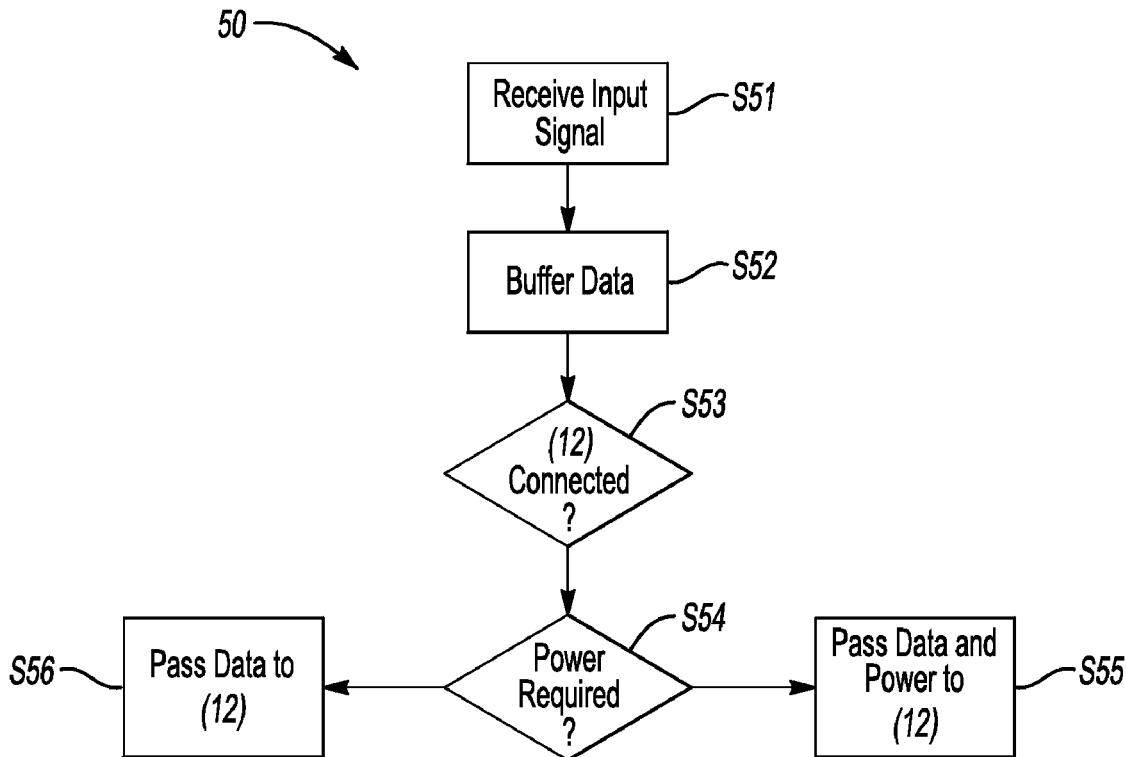 50
Receive Input
Signal
S51
Buffer Data
S52
(12)
Connected
?
S53
Power
Required
?
S54
Pass Data to
(12)
S56
Pass Data and
Power to
(12)
S55